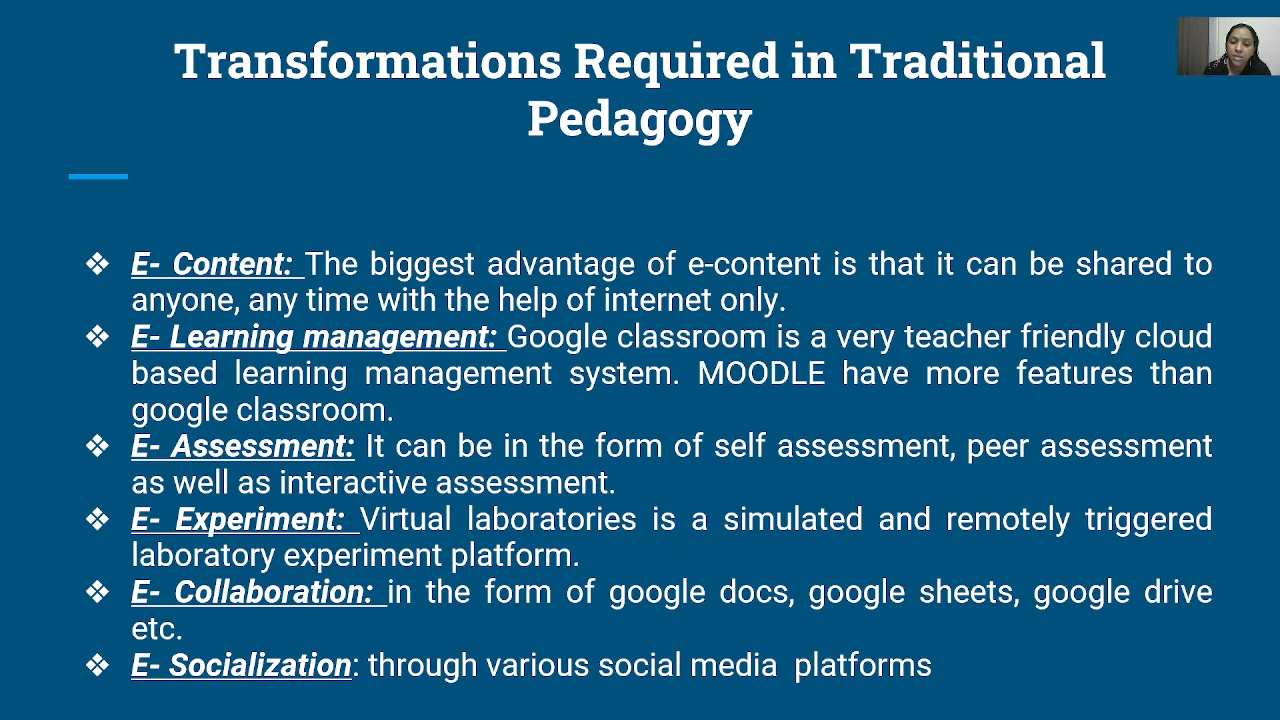 Transformations Required in Traditional
Pedagogy
❖ E- Content: The biggest advantage of e-content is that it can be shared to
anyone, any time with the help of internet only.
❖ E- Learning management: Google classroom is a very teacher friendly cloud
based learning management system. MOODLE have more features than
google classroom.
❖ E- Assessment: It can be in the form of self assessment, peer assessment
as well as interactive assessment.
❖ E- Experiment: Virtual laboratories is a simulated and remotely triggered
laboratory experiment platform.
❖ E- Collaboration: in the form of google docs, google sheets, google drive
etc.
❖ E- Socialization: through various social media  platforms